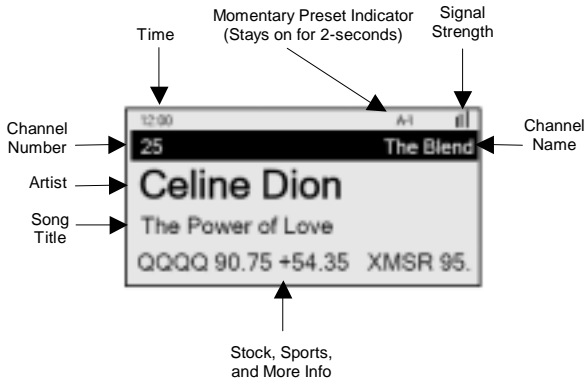 Momentary Preset Indicator
(Stays on for 2-seconds)
Signal
Strength
Time
12:00
A-1
Channel
Number
25
The Blend
Channel
Name
Artist
Celine Dion
Song
Title
The Power of Love
QQQQ 90.75 +54.35 XMSR 95.
Stock, Sports,
and More Info